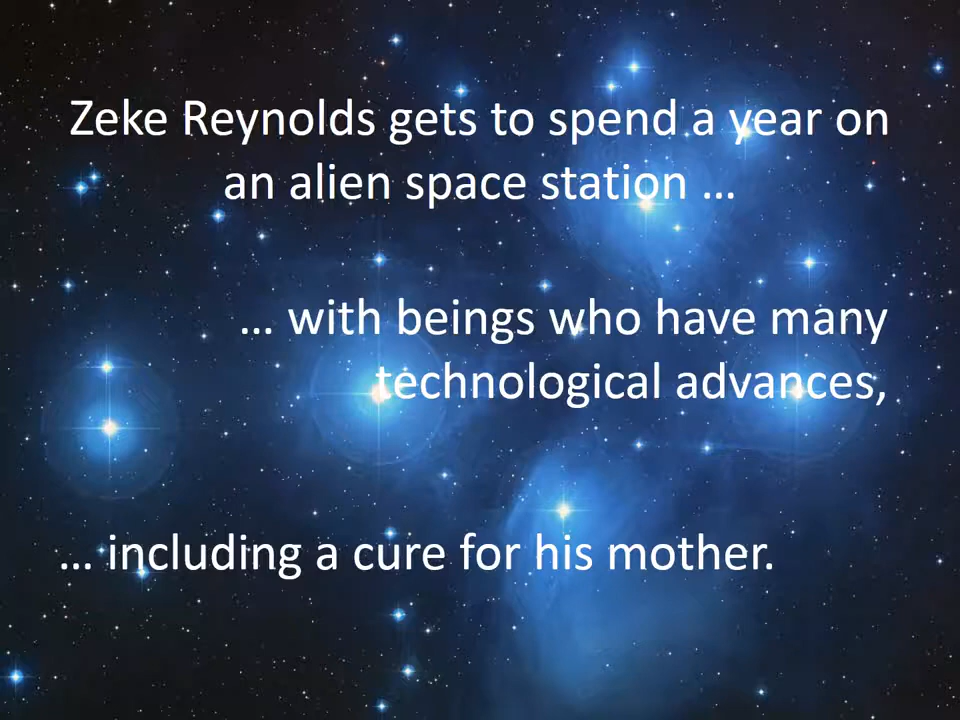 Zeke Reynolds gets to spend a year on
an alien space station …
… with beings who have many
technological advances,
… including a cure for his mother.